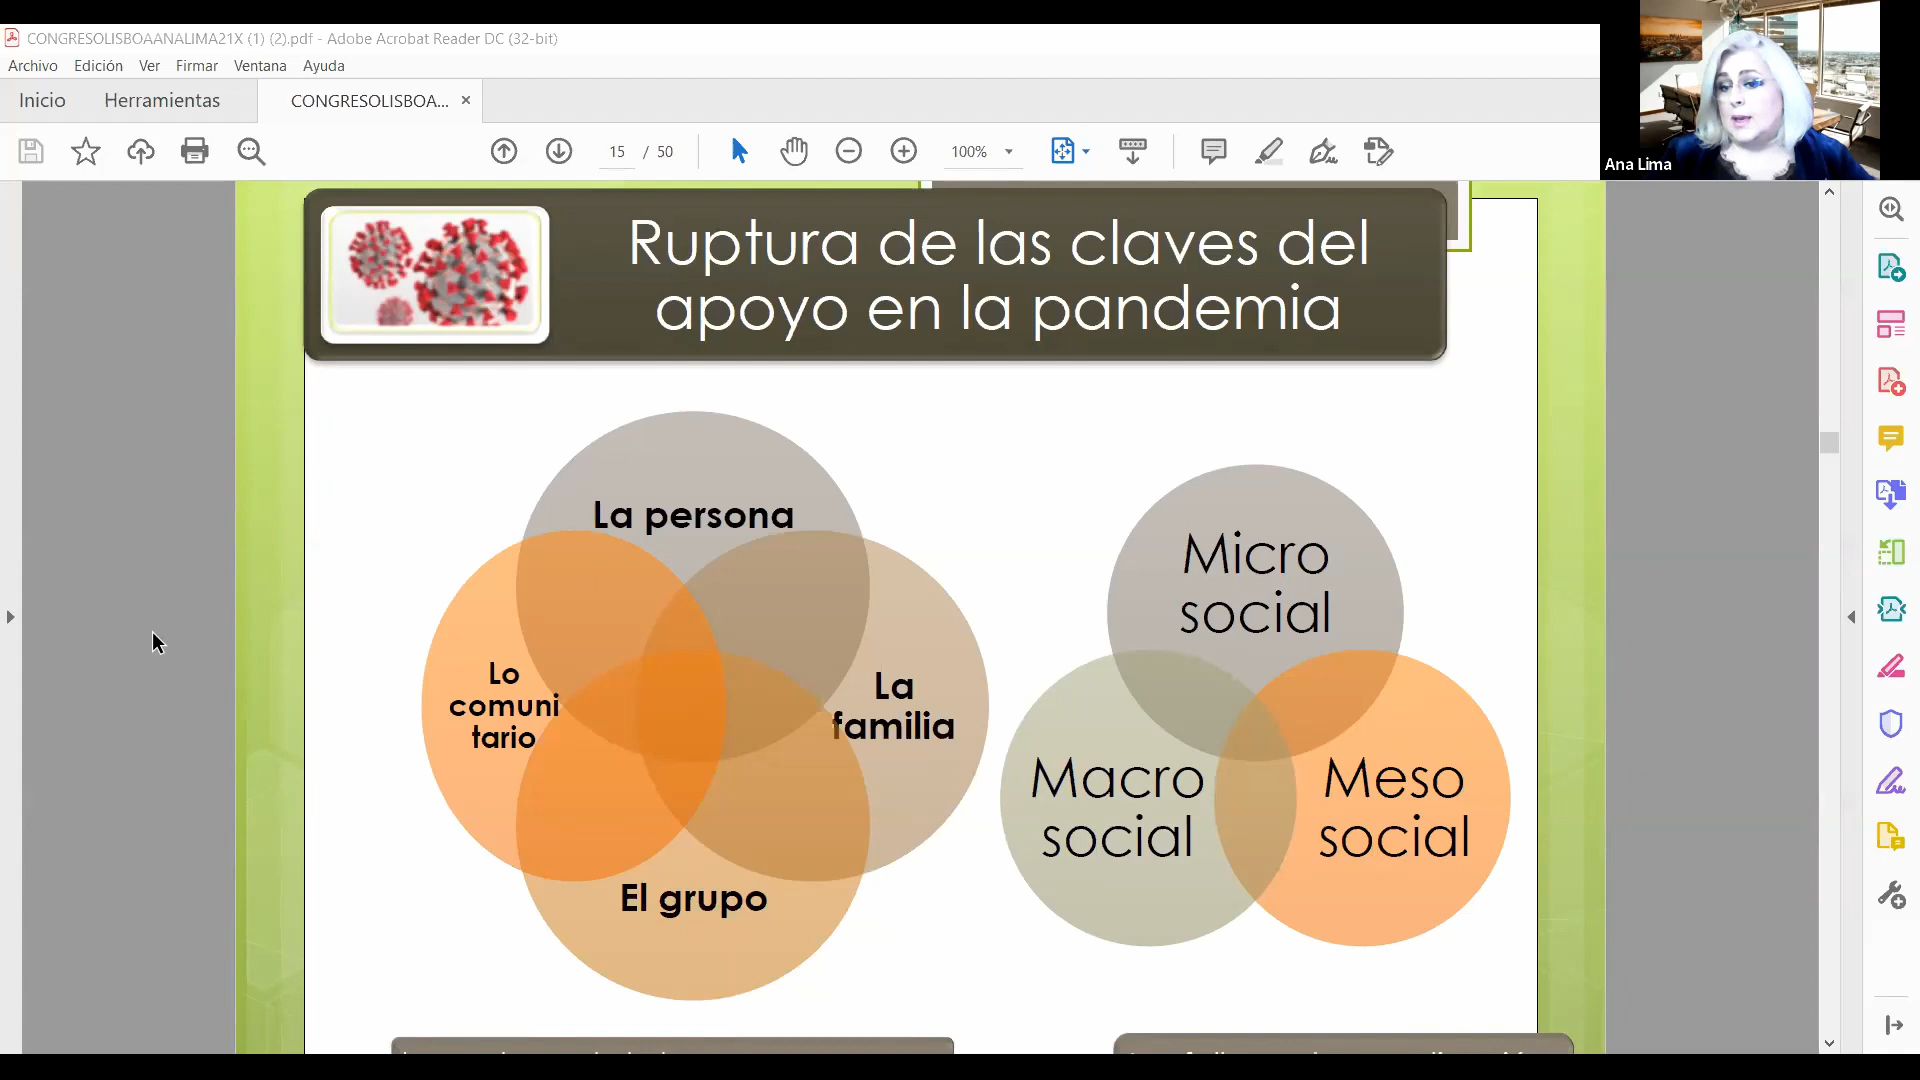 CONGRESOLISBOAANALIMA21X (1) (2).pdf - Adobe Acrobat Reader DC (32-bit)
Archivo Edición Ver Firmar Ventana Ayuda
Inicio Herramientas CONGRESOLISBOA... ×
15 / 50 100%
Ana Lima
Ruptura de las claves del
apoyo en la pandemia
La persona
Lo
comuni
tario
La
familia
El grupo
Micro
social
Macro
social
Meso
social